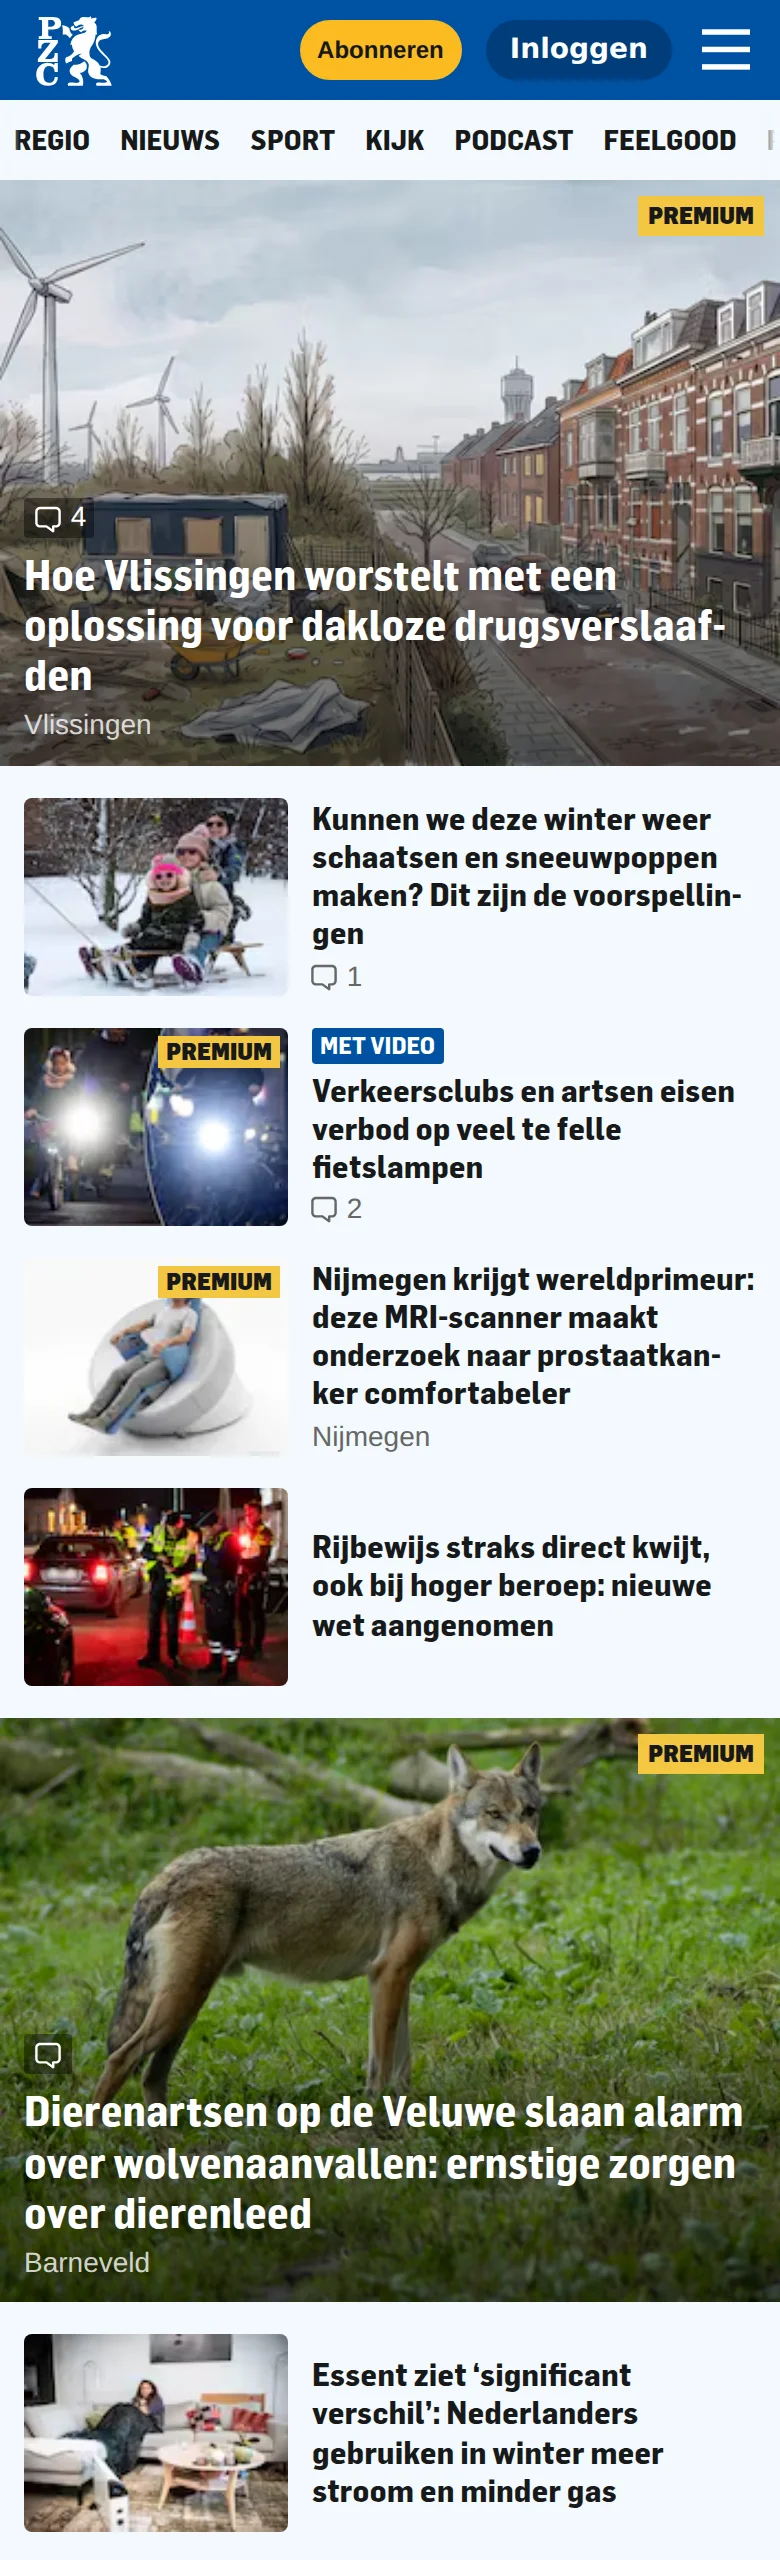 PZC
Abonneren
Inloggen
REGIO NIEUWS SPORT KIJK PODCAST FEELGOOD
PREMIUM
4
Hoe Vlissingen worstelt met een
oplossing voor dakloze drugsverslaaf-
den
Vlissingen
Kunnen we deze winter weer
schaatsen en sneeuwpoppen
maken? Dit zijn de voorspellin-
gen
1
PREMIUM
MET VIDEO
Verkeersclubs en artsen eisen
verbod op veel te felle
fietslampen
2
PREMIUM
Nijmegen krijgt wereldprimeur:
deze MRI-scanner maakt
onderzoek naar prostaatkan-
ker comfortabeler
Nijmegen
Rijbewijs straks direct kwijt,
ook bij hoger beroep: nieuwe
wet aangenomen
PREMIUM
Dierenartsen op de Veluwe slaan alarm
over wolvenaanvallen: ernstige zorgen
over dierenleed
Barneveld
Essent ziet ‘significant
verschil’: Nederlanders
gebruiken in winter meer
stroom en minder gas